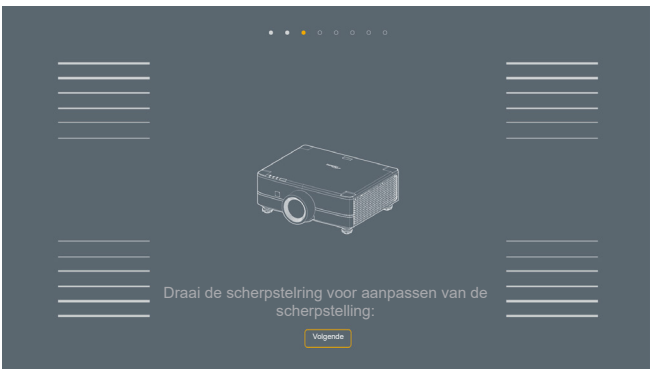 Draai de scherpstelring voor aanpassen van de
scherpstelling:
Volgende